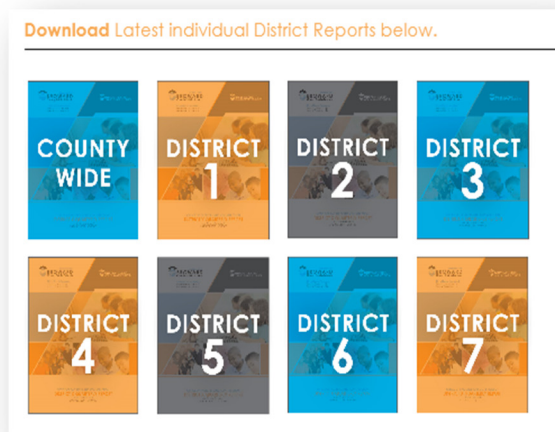 Download Latest individual District Reports below.
COUNTY
WIDE
DISTRICT
1
DISTRICT
2
DISTRICT
3
DISTRICT
4
DISTRICT
5
DISTRICT
6
DISTRICT
7